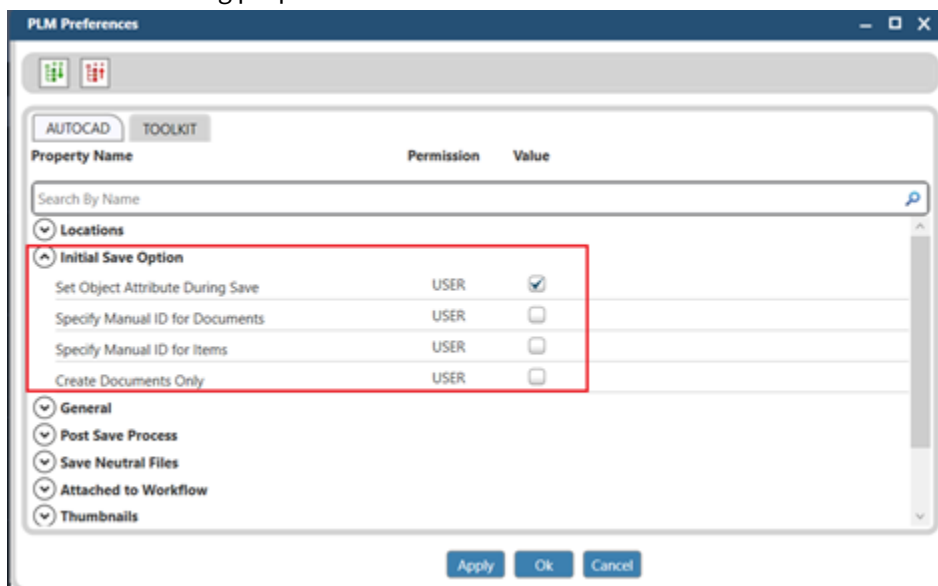 PLM Preferences
AUTOCAD TOOLKIT
Property Name Permission Value
Search By Name
Locations
Initial Save Option
Set Object Attribute During Save USER
Specify Manual ID for Documents USER
Specify Manual ID for Items USER
Create Documents Only USER
General
Post Save Process
Save Neutral Files
Attached to Workflow
Thumbnails
Apply Ok Cancel